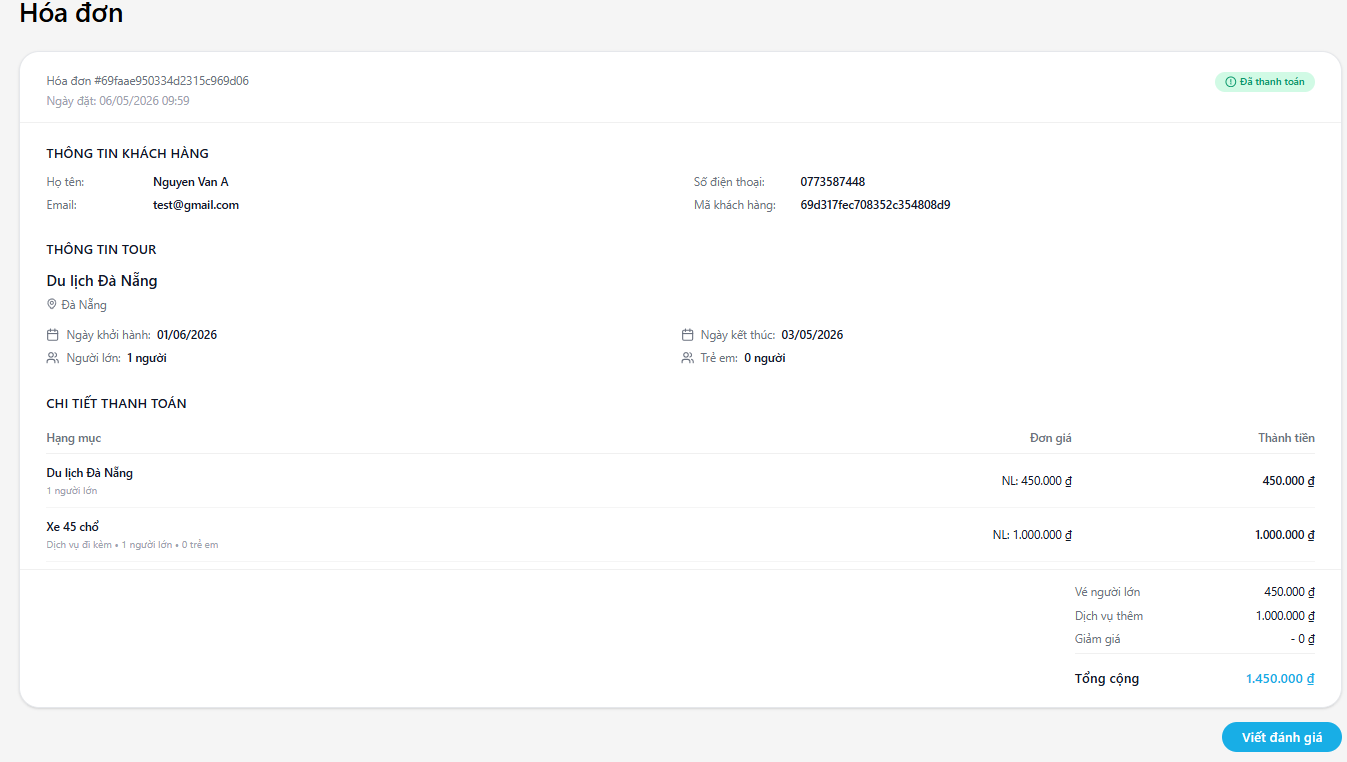 Hóa đơn
Hóa đơn #69faae950334d2315c969d06
Đã thanh toán
Ngày đặt: 06/05/2026 09:59
THÔNG TIN KHÁCH HÀNG
Họ tên: Nguyen Van A
Số điện thoại: 0773587448
Email: test@gmail.com
Mã khách hàng: 69d317fec708352c354808d9
THÔNG TIN TOUR
Du lịch Đà Nẵng
Đà Nẵng
Ngày khởi hành: 01/06/2026
Ngày kết thúc: 03/05/2026
Người lớn: 1 người
Trẻ em: 0 người
CHI TIẾT THANH TOÁN
Hạng mục Đơn giá Thành tiền
Du lịch Đà Nẵng
1 người lớn
NL: 450.000 ₫ 450.000 ₫
Xe 45 chổ
Dịch vụ đi kèm • 1 người lớn • 0 trẻ em
NL: 1.000.000 ₫ 1.000.000 ₫
Vé người lớn 450.000 ₫
Dịch vụ thêm 1.000.000 ₫
Giảm giá - 0 ₫
Tổng cộng 1.450.000 ₫
Viết đánh giá